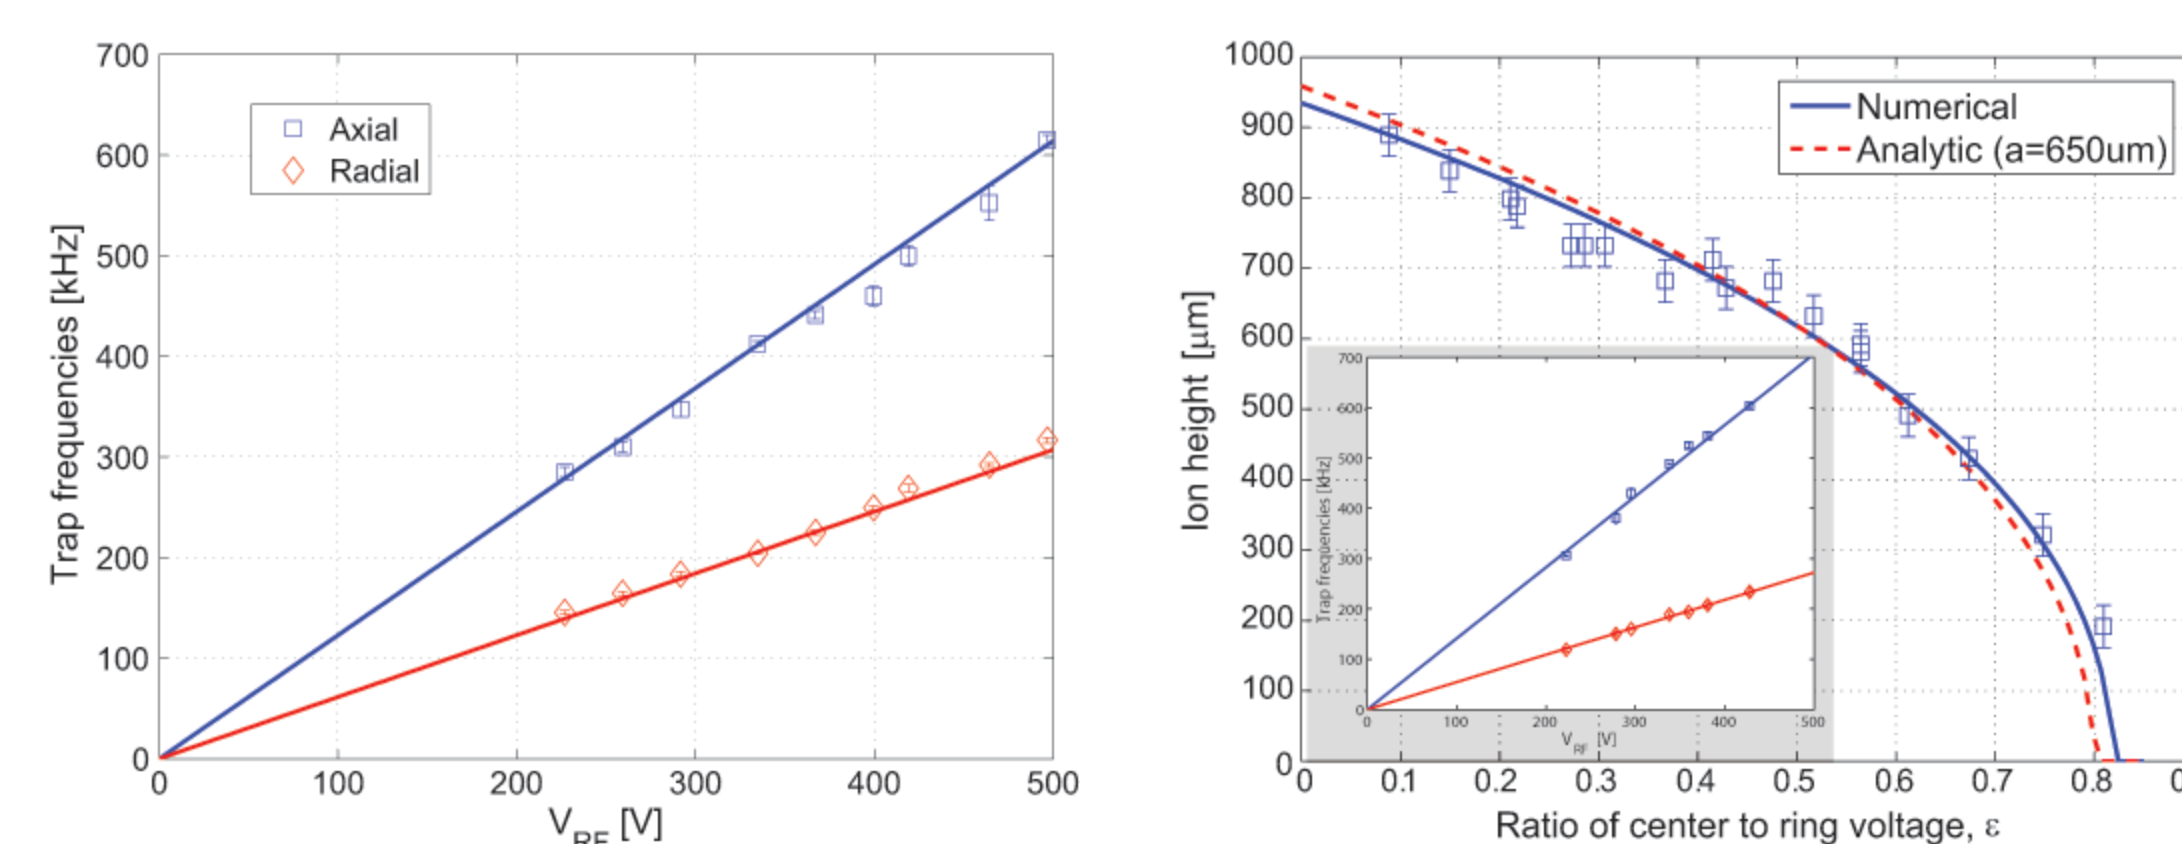 700
600
500
400
300
200
100
0
Trap frequencies [kHz]
Axial
Radial
0 100 200 300 400 500
V_RF [V]
1000
900
800
700
600
500
400
300
200
100
0
Ion height [μm]
Numerical
Analytic (a=650um)
700
600
500
400
300
200
100
0
Trap frequencies [kHz]
0 100 200 300 400 500
V_RF [V]
0 0.1 0.2 0.3 0.4 0.5 0.6 0.7 0.8
Ratio of center to ring voltage, ε